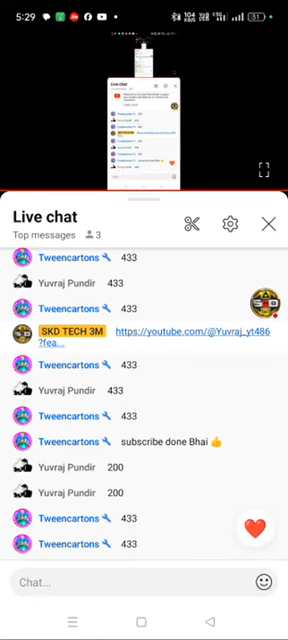 5:29
31
Live chat
Top messages 3
Tweencartons 433
Yuvraj Pundir 433
Tweencartons 433
SKD TECH 3M https://youtube.com/@Yuvraj_yt486
?fea...
Tweencartons 433
Yuvraj Pundir 433
Tweencartons 433
Tweencartons subscribe done Bhai 👍
Yuvraj Pundir 200
Yuvraj Pundir 200
Tweencartons 433
Tweencartons 433
Chat...